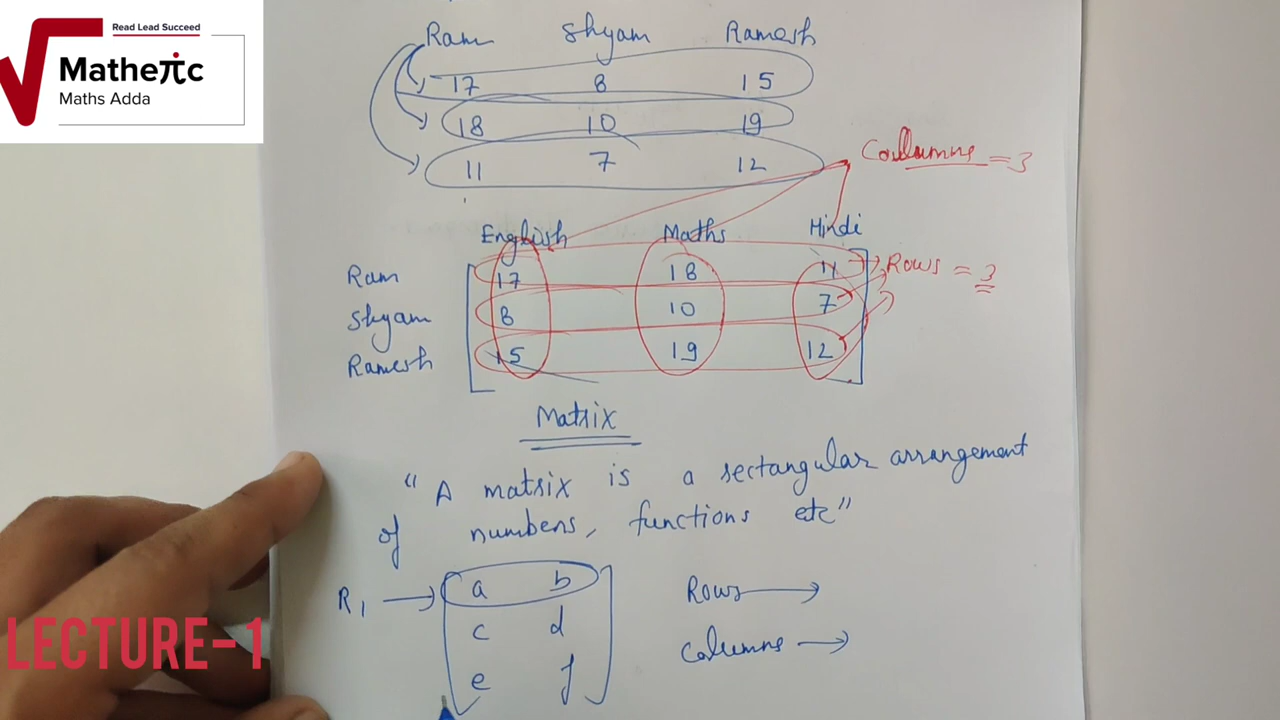 Read Lead Succeed
Matheπc
Maths Adda
Ram Shyam Ramesh
17 8 15
18 10 19
11 7 12
Coulumns = 3
English Maths Hindi
Ram 17 18 11 Rows = 3
Shyam 8 10 7
Ramesh 15 19 12
Matrix
"A matrix is a rectangular arrangement
of numbers, functions etc"
R1 → a b Rows →
c d Columns →
e f
LECTURE-1